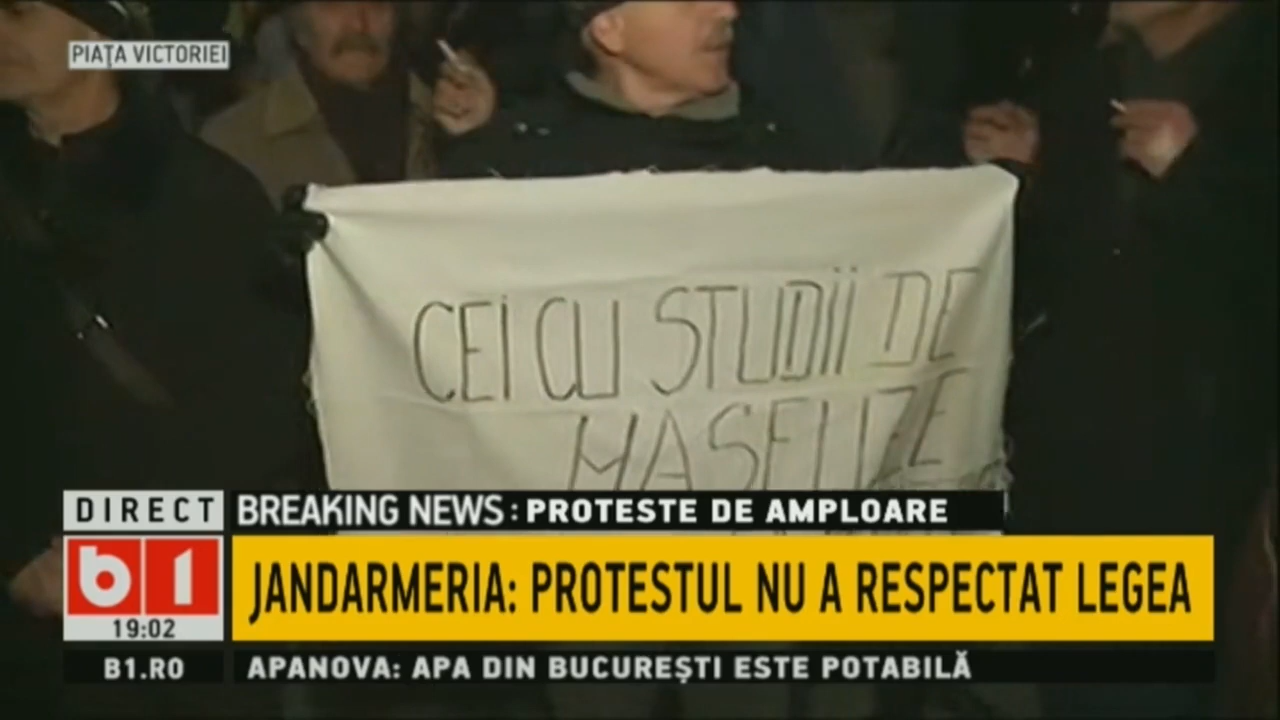 PIAȚA VICTORIEI
CEI CU STUDII DE
DIRECT
BREAKING NEWS: PROTESTE DE AMPLOARE
b1
JANDARMERIA: PROTESTUL NU A RESPECTAT LEGEA
19:02
B1.RO
APANOVA: APA DIN BUCUREȘTI ESTE POTABILĂ